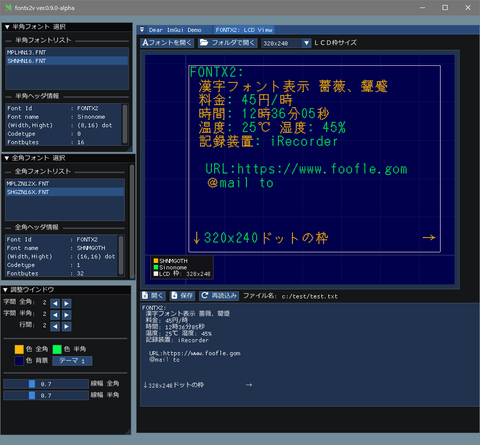 fontx2v ver.0.9.0-alpha
半角フォント 選択
半角フォントリスト
MPLHN13.FNT
SHNHN16.FNT
半角ヘッダ情報
Font Id : FONTX2
Font name : Sinonome
(Width,Hight) : (8,16) dot
Codetype : 0
Fontbytes : 16
全角フォント 選択
全角フォントリスト
MPLZN12X.FNT
SHGZN16X.FNT
全角ヘッダ情報
Font Id : FONTX2
Font name : SHNMGOTH
(Width,Hight) : (16,16) dot
Codetype : 1
Fontbytes : 32
調整ウインドウ
字間 全角: 2
字間 半角: 2
行間: 2
色 全角 色 半角
色 背景 テーマ 1
0.7 線幅 全角
0.7 線幅 半角
Dear ImGui Demo FONTX2: LCD View
フォントを開く フォルダで開く 320x240 LCD枠サイズ
FONTX2:
漢字フォント表示 薔薇、顰蹙
料金: 45円/時
時間: 12時36分05秒
温度: 25℃ 湿度: 45%
記録装置: iRecorder
URL:https://www.foofle.gom
@mail to
↓320x240ドットの枠 →
SHNMGOTH
Sinonome
LCD 枠: 320x240
開く 保存 再読込み ファイル名: c:/test/test.txt
FONTX2:
漢字フォント表示 薔薇、顰蹙
料金: 45円/時
時間: 12時36分05秒
温度: 25℃ 湿度: 45%
記録装置: iRecorder
URL:https://www.foofle.gom
@mail to
↓320x240ドットの枠 →